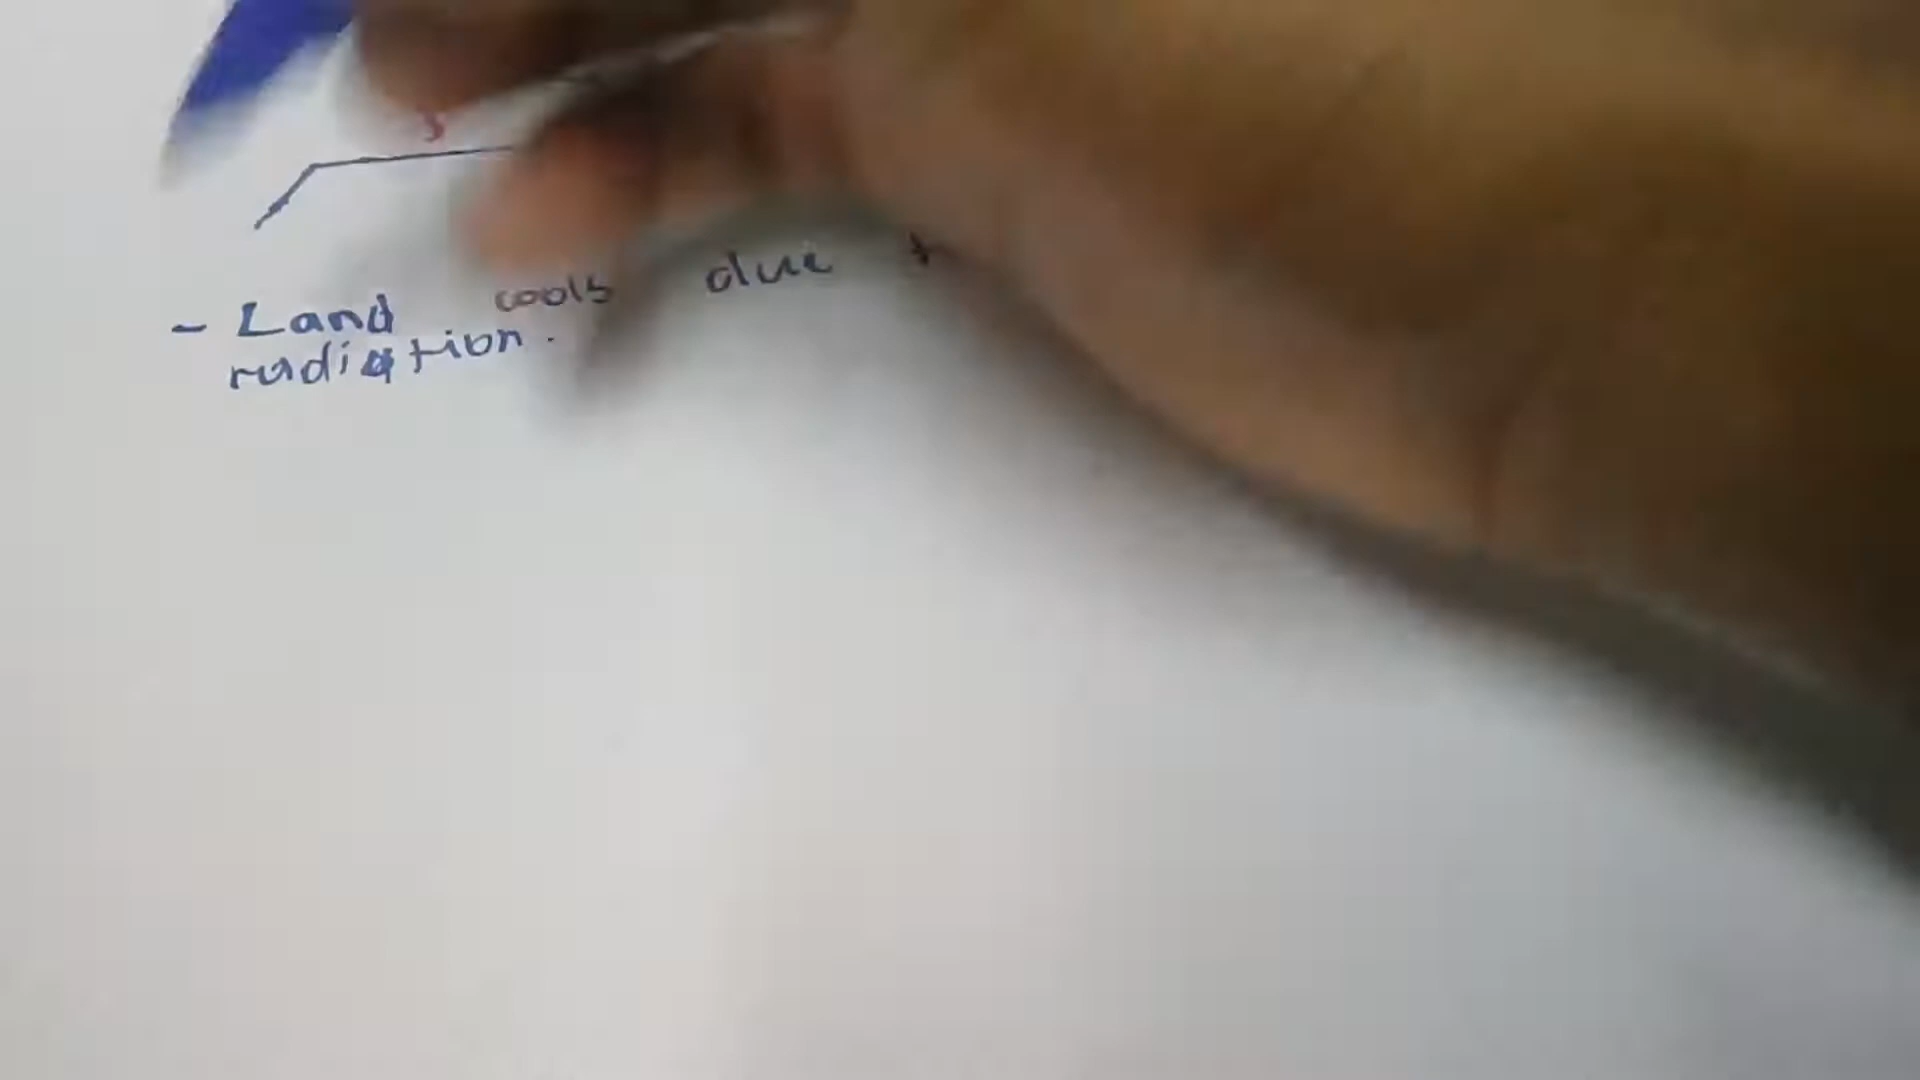 - Land cools due
radiation.